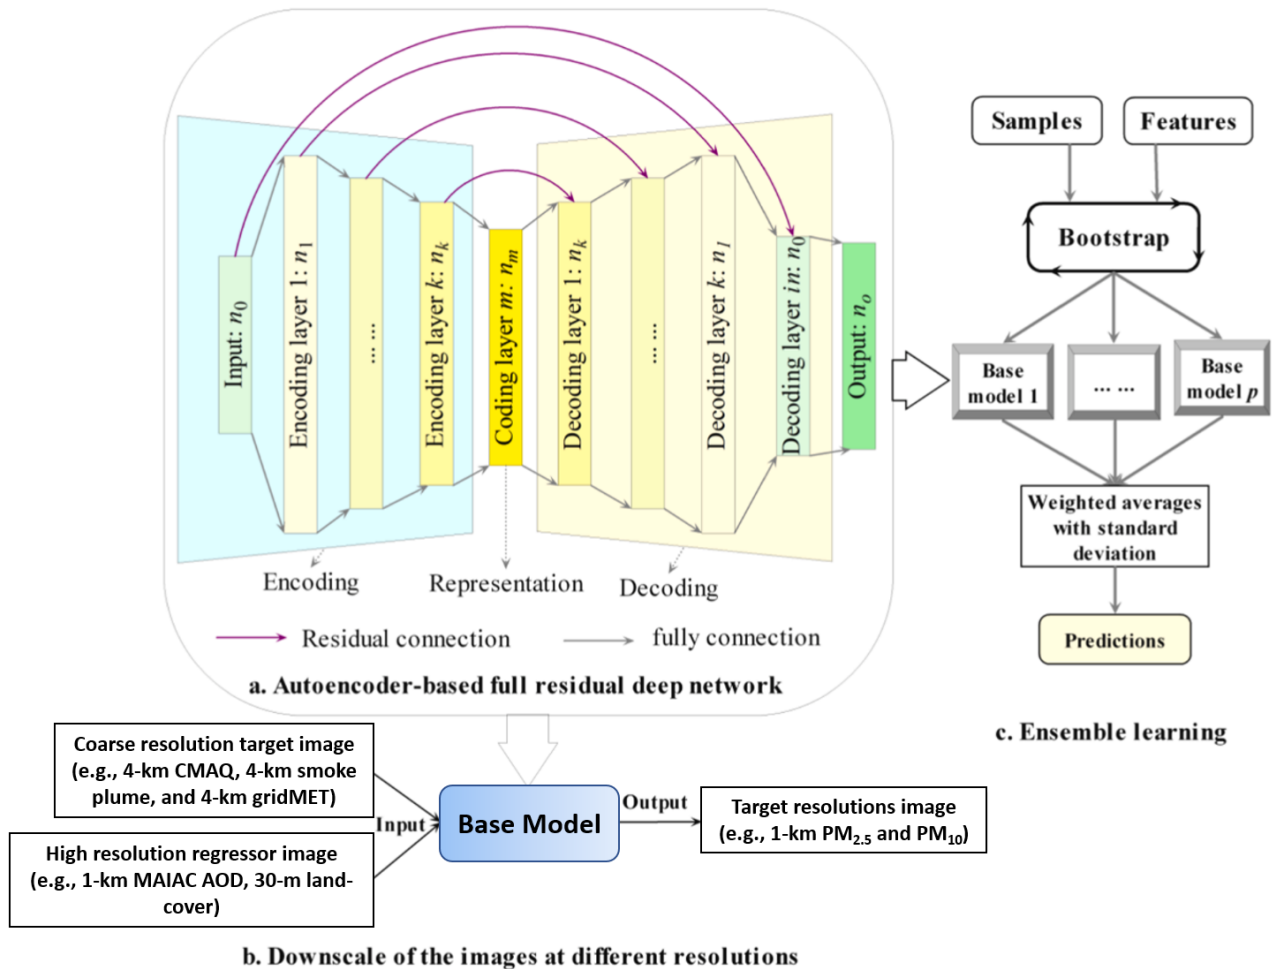 Input: n0
Encoding layer 1: n1
... ...
Encoding layer k: nk
Coding layer m: nm
Decoding layer 1: nk
... ...
Decoding layer k: n1
Decoding layer in: n0
Output: no
Encoding
Representation
Decoding
Residual connection
fully connection
a. Autoencoder-based full residual deep network
Coarse resolution target image
(e.g., 4-km CMAQ, 4-km smoke
plume, and 4-km gridMET)
Input
High resolution regressor image
(e.g., 1-km MAIAC AOD, 30-m land-
cover)
Base Model
Output
Target resolutions image
(e.g., 1-km PM2.5 and PM10)
b. Downscale of the images at different resolutions
Samples
Features
Bootstrap
Base
model 1
... ...
Base
model p
Weighted averages
with standard
deviation
Predictions
c. Ensemble learning